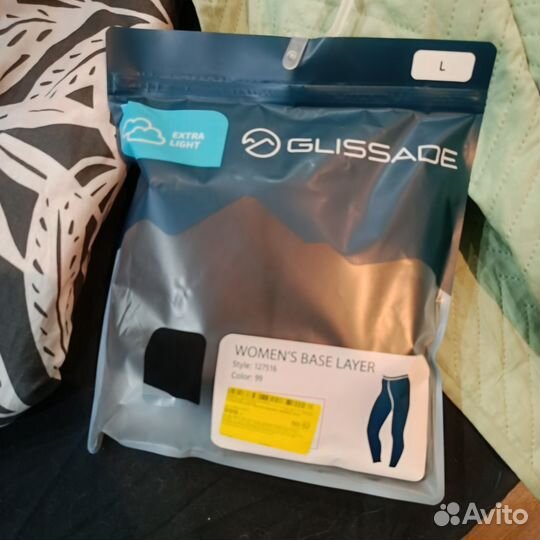 L
EXTRA
LIGHT
GLISSADE
WOMEN'S BASE LAYER
Style: 127516
Color: 99
Avito